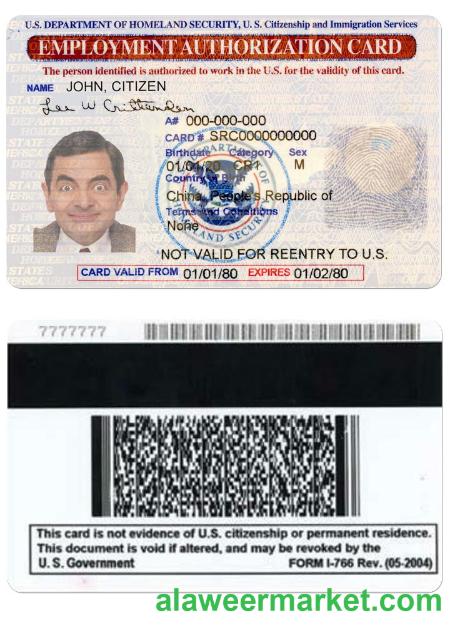 U.S. DEPARTMENT OF HOMELAND SECURITY, U. S. Citizenship and Immigration Services
EMPLOYMENT AUTHORIZATION CARD
The person identified is authorized to work in the U.S. for the validity of this card.
NAME JOHN, CITIZEN
Lee W Crittenden
A# 000-000-000
CARD # SRC0000000000
Birthdate Category Sex
01/01/20 CR1 M
Country of Birth
China, People's Republic of
Terms and Conditions
None
*NOT VALID FOR REENTRY TO U.S.
CARD VALID FROM 01/01/80 EXPIRES 01/02/80
7777777
This card is not evidence of U.S. citizenship or permanent residence.
This document is void if altered, and may be revoked by the
U. S. Government FORM I-766 Rev. (05-2004)
alaweermarket.com